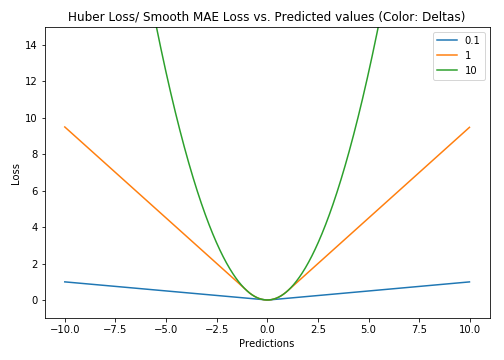 Huber Loss/ Smooth MAE Loss vs. Predicted values (Color: Deltas)
0.1
1
10
14
12
10
8
6
4
2
0
Loss
−10.0 −7.5 −5.0 −2.5 0.0 2.5 5.0 7.5 10.0
Predictions